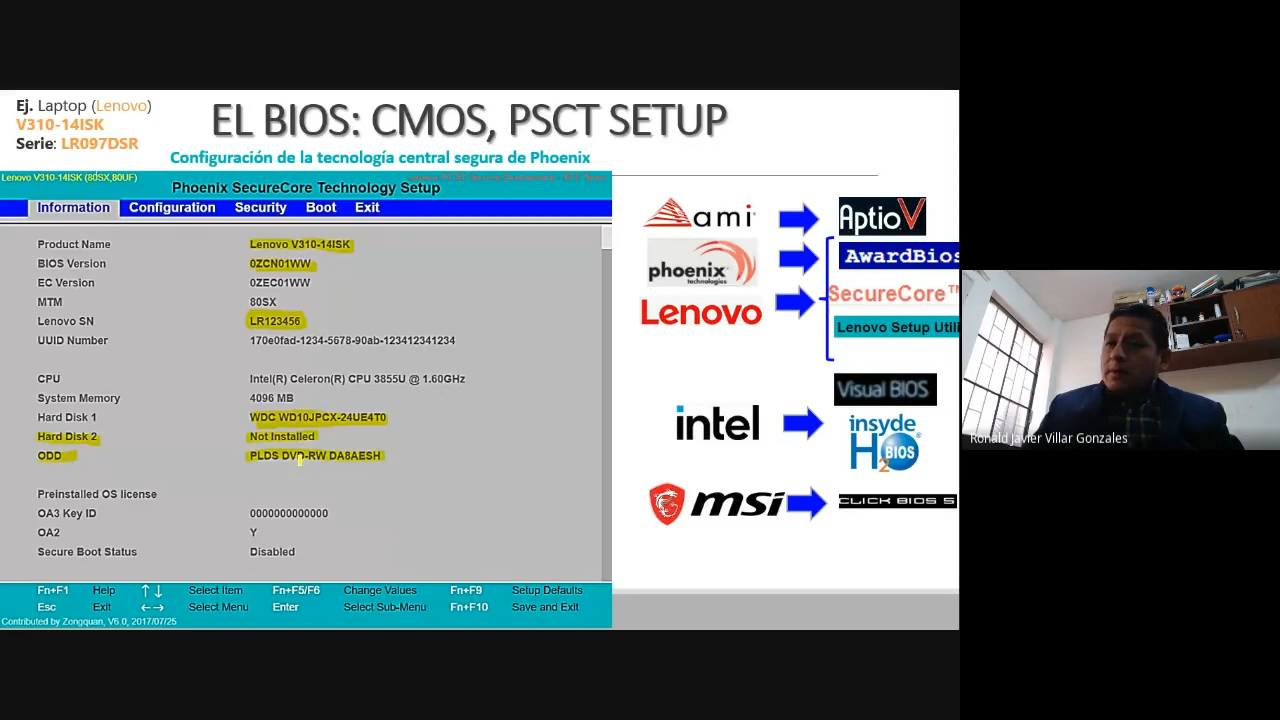 Ej. Laptop (Lenovo)
V310-14ISK
Serie: LR097DSR
EL BIOS: CMOS, PSCT SETUP
Configuración de la tecnología central segura de Phoenix
Lenovo V310-14ISK (80SX,80UF)
Phoenix SecureCore Technology Setup
Information Configuration Security Boot Exit
Product Name Lenovo V310-14ISK
BIOS Version 0ZCN01WW
EC Version 0ZEC01WW
MTM 80SX
Lenovo SN LR123456
UUID Number 170e0fad-1234-5678-90ab-123412341234
CPU Intel(R) Celeron(R) CPU 3855U @ 1.60GHz
System Memory 4096 MB
Hard Disk 1 WDC WD10JPCX-24UE4T0
Hard Disk 2 Not Installed
ODD PLDS DVD-RW DA8AESH
Preinstalled OS license
OA3 Key ID 0000000000000
OA2 Y
Secure Boot Status Disabled
Fn+F1 Help ↑↓ Select Item Fn+F5/F6 Change Values Fn+F9 Setup Defaults
Esc Exit ←→ Select Menu Enter Select Sub-Menu Fn+F10 Save and Exit
Contributed by Zongquan, V6.0, 2017/07/25
ami
Aptio V
phoenix
technologies
AwardBios
SecureCore™
Lenovo
Lenovo Setup Utili
Visual BIOS
intel
insyde
H2BIOS
msi
CLICK BIOS 5
Ronald Javier Villar Gonzales